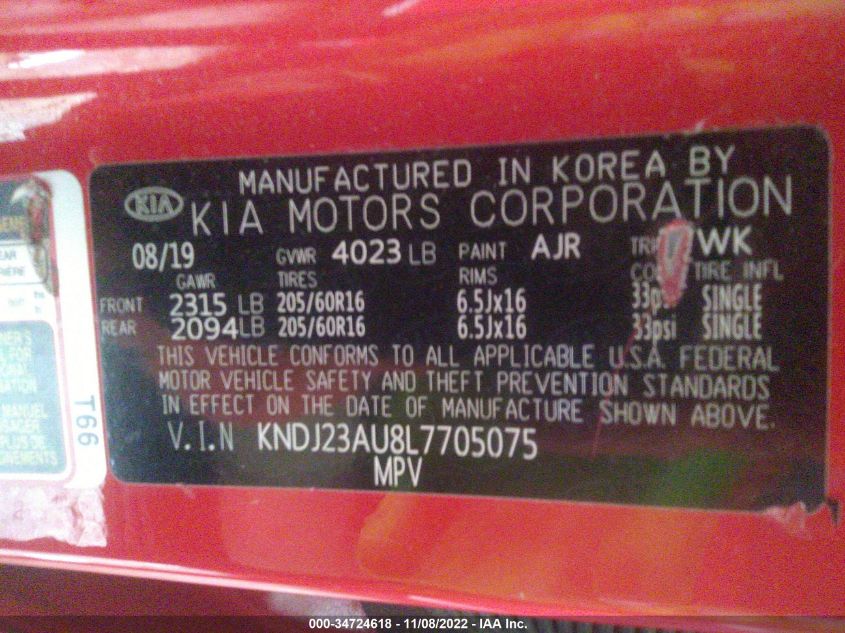 MANUFACTURED IN KOREA BY
KIA KIA MOTORS CORPORATION
08/19 GVWR 4023 LB PAINT AJR WK
GAWR TIRES RIMS TIRE INFL
FRONT 2315 LB 205/60R16 6.5Jx16 SINGLE
REAR 2094LB 205/60R16 6.5Jx16 33psi SINGLE
THIS VEHICLE CONFORMS TO ALL APPLICABLE U.S.A. FEDERAL
MOTOR VEHICLE SAFETY AND THEFT PREVENTION STANDARDS
IN EFFECT ON THE DATE OF MANUFACTURE SHOWN ABOVE.
V.I.N KNDJ23AU8L7705075
MPV
T66
000-34724618 - 11/08/2022 - IAA Inc.